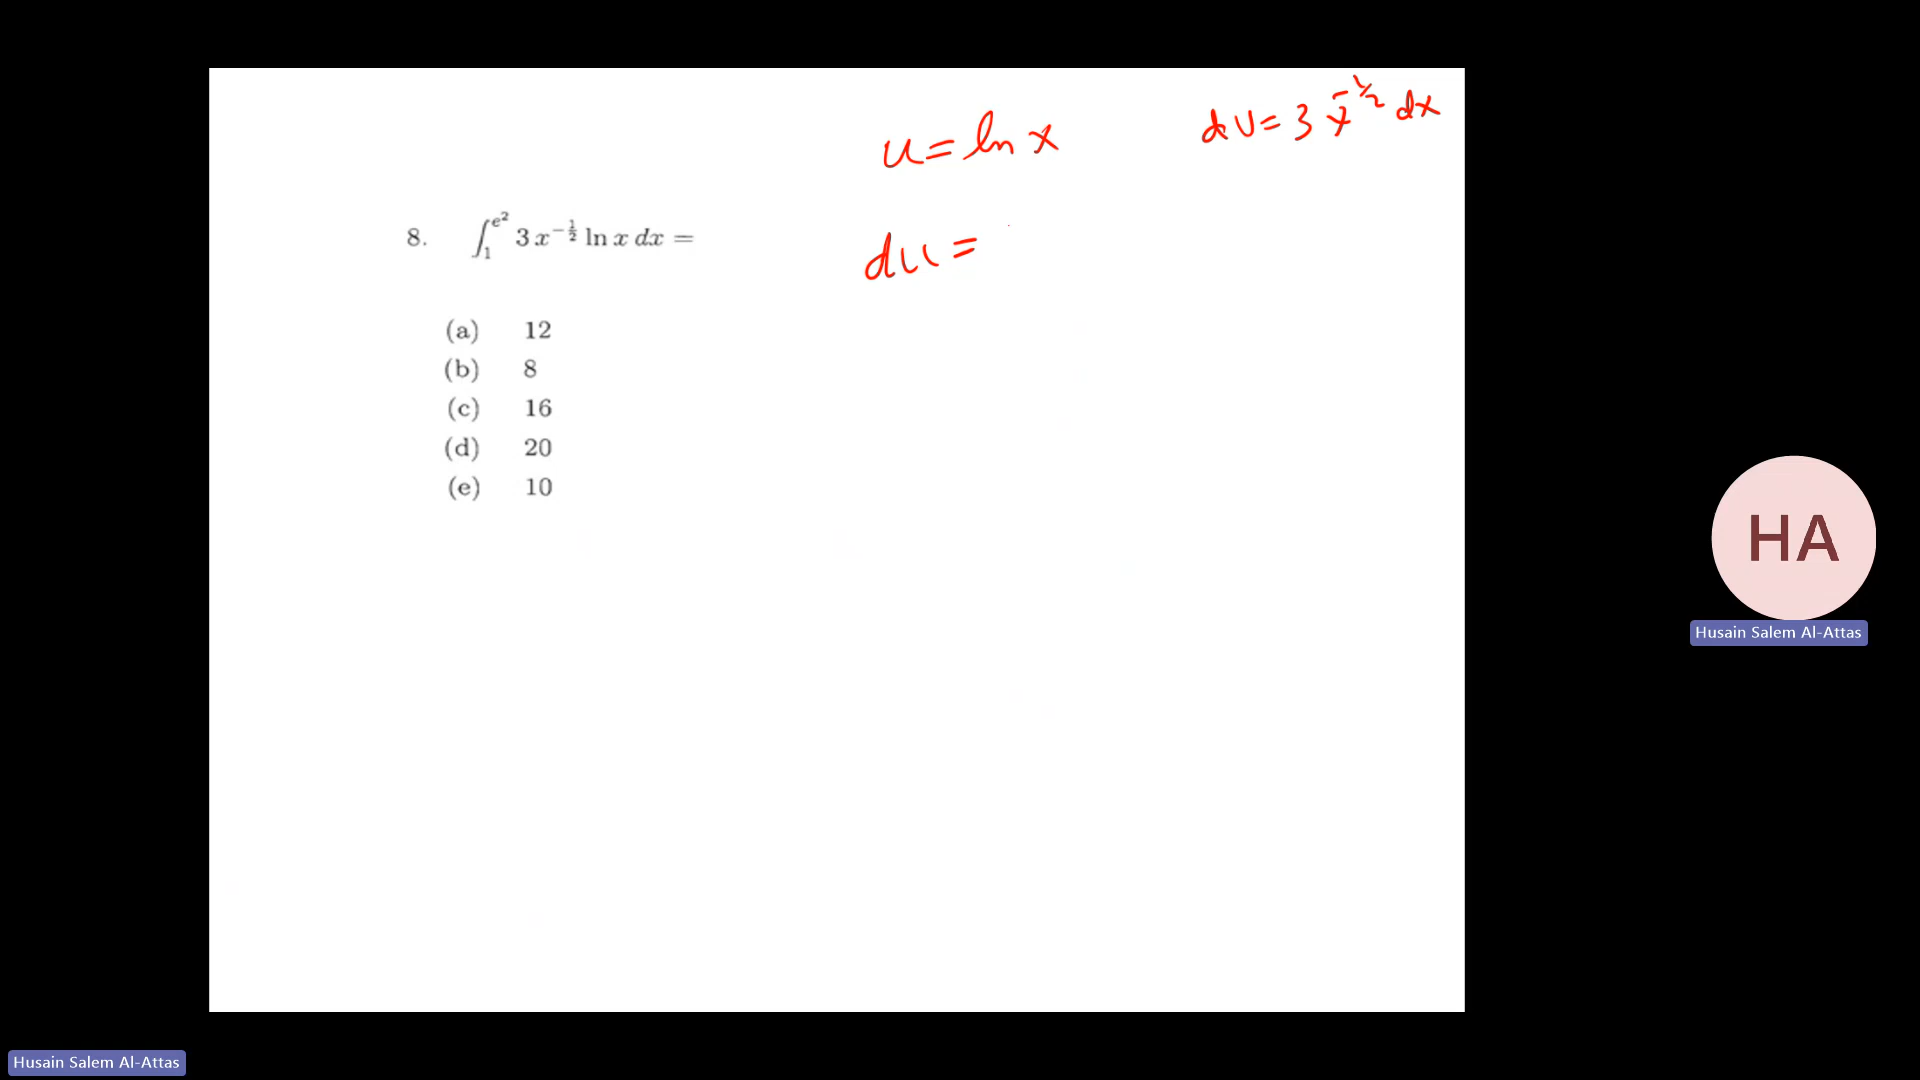 u = ln x
dv = 3 x^{-1/2} dx
8. ∫_1^{e^2} 3 x^{-1/2} ln x dx =
du =
(a) 12
(b) 8
(c) 16
(d) 20
(e) 10
HA
Husain Salem Al-Attas
Husain Salem Al-Attas